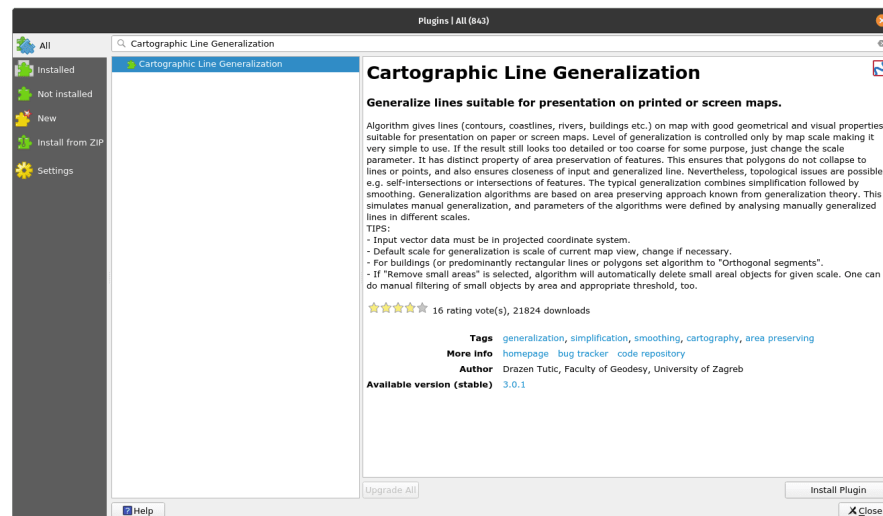 Plugins | All (843)
All
Installed
Not installed
New
Install from ZIP
Settings
Cartographic Line Generalization
Cartographic Line Generalization
Cartographic Line Generalization
Generalize lines suitable for presentation on printed or screen maps.
Algorithm gives lines (contours, coastlines, rivers, buildings etc.) on map with good geometrical and visual properties
suitable for presentation on paper or screen maps. Level of generalization is controlled only by map scale making it
very simple to use. If the result still looks too detailed or too coarse for some purpose, just change the scale
parameter. It has distinct property of area preservation of features. This ensures that polygons do not collapse to
lines or points, and also ensures closeness of input and generalized line. Nevertheless, topological issues are possible
e.g. self-intersections or intersections of features. The typical generalization combines simplification followed by
smoothing. Generalization algorithms are based on area preserving approach known from generalization theory. This
simulates manual generalization, and parameters of the algorithms were defined by analysing manually generalized
lines in different scales.
TIPS:
- Input vector data must be in projected coordinate system.
- Default scale for generalization is scale of current map view, change if necessary.
- For buildings (or predominantly rectangular lines or polygons set algorithm to "Orthogonal segments".
- If "Remove small areas" is selected, algorithm will automatically delete small areal objects for given scale. One can
do manual filtering of small objects by area and appropriate threshold, too.
16 rating vote(s), 21824 downloads
Tags generalization, simplification, smoothing, cartography, area preserving
More info homepage bug tracker code repository
Author Drazen Tutic, Faculty of Geodesy, University of Zagreb
Available version (stable) 3.0.1
Upgrade All
Install Plugin
Help
Close